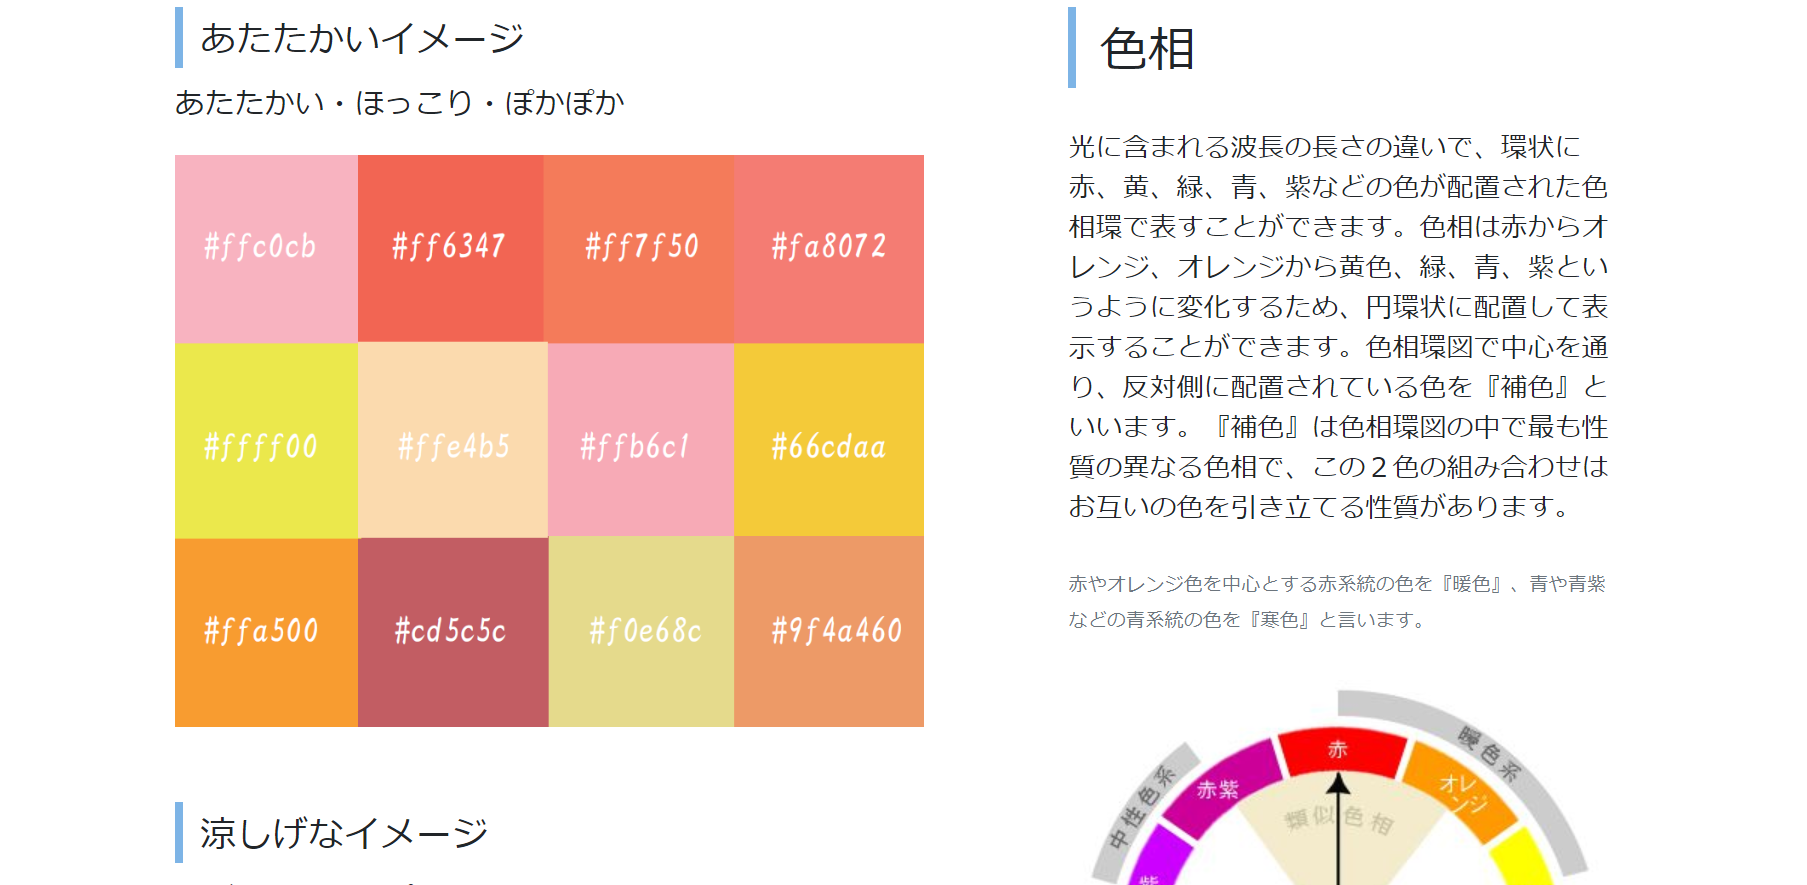 あたたかいイメージ
あたたかい・ほっこり・ぽかぽか
#ffc0cb
#ff6347
#ff7f50
#fa8072
#ffff00
#ffe4b5
#ffb6c1
#66cdaa
#ffa500
#cd5c5c
#f0e68c
#9f4a460
涼しげなイメージ
色相
光に含まれる波長の長さの違いで、環状に
赤、黄、緑、青、紫などの色が配置された色
相環で表すことができます。色相は赤からオ
レンジ、オレンジから黄色、緑、青、紫とい
うように変化するため、円環状に配置して表
示することができます。色相環図で中心を通
り、反対側に配置されている色を『補色』と
いいます。『補色』は色相環図の中で最も性
質の異なる色相で、この２色の組み合わせは
お互いの色を引き立てる性質があります。
赤やオレンジ色を中心とする赤系統の色を『暖色』、青や青紫
などの青系統の色を『寒色』と言います。
暖色系
中性色系
赤
赤紫
オレ
ンジ
類似色相
紫